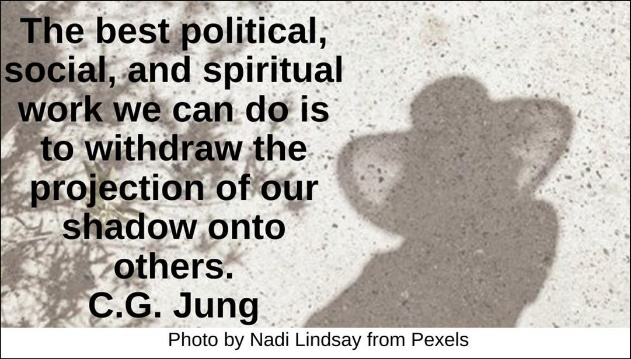 The best political,
social, and spiritual
work we can do is
to withdraw the
projection of our
shadow onto
others.
C.G. Jung
Photo by Nadi Lindsay from Pexels